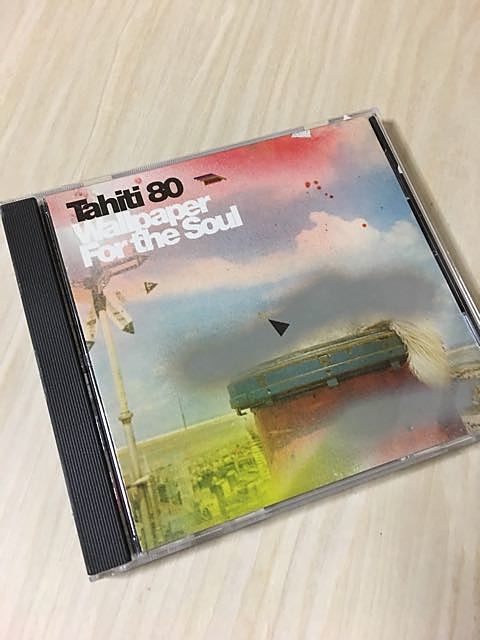 Tahiti 80
Wallpaper
For the Soul